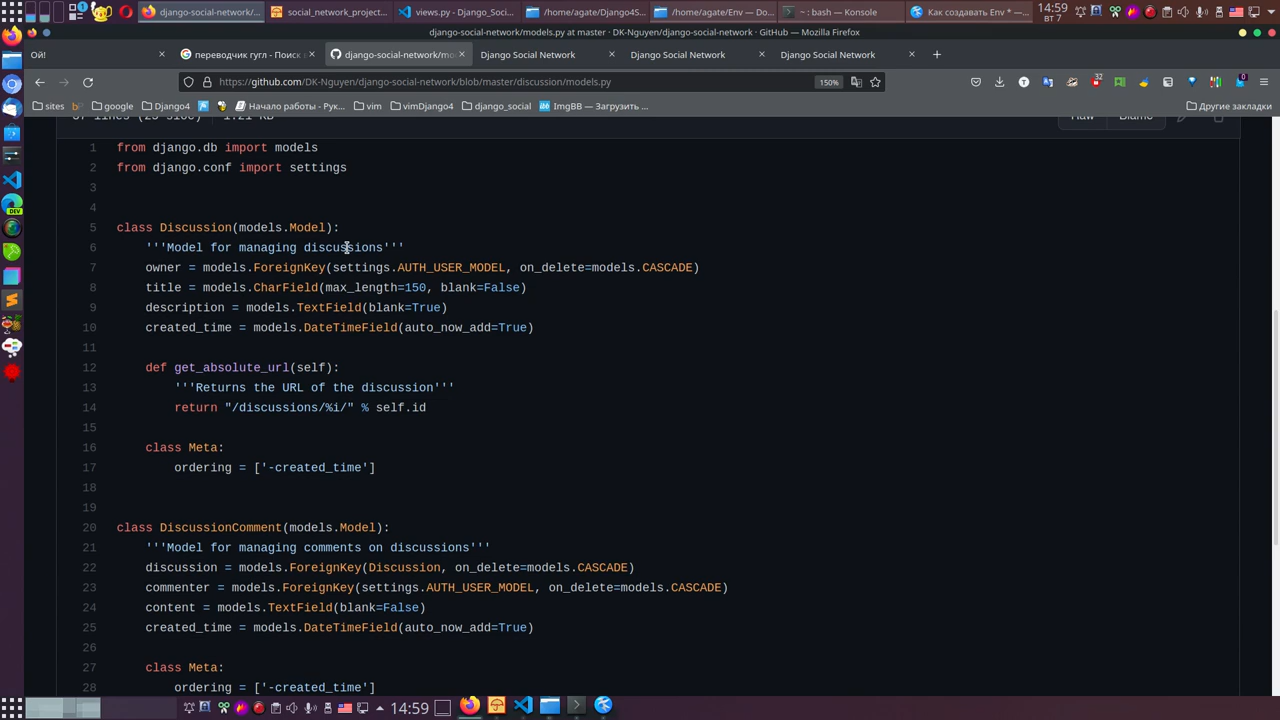 django-social-network/...
social_network_project...
views.py - Django_Soci...
/home/agate/Django4S...
/home/agate/Env — Do...
: bash — Konsole
Как создавать Env * —...
14:59
ВТ 7
django-social-network/models.py at master · DK-Nguyen/django-social-network · GitHub — Mozilla Firefox
Ой!
переводчик гугл - Поиск
django-social-network/mo
Django Social Network
Django Social Network
Django Social Network
https://github.com/DK-Nguyen/django-social-network/blob/master/discussion/models.py
150%
32
0
sites
google
Django4
Начало работы - Рук...
vim
vimDjango4
django_social
ImgBB — Загрузить ...
Другие закладки
Raw
Blame
1 from django.db import models
2 from django.conf import settings
3
4
5 class Discussion(models.Model):
6 '''Model for managing discussions'''
7 owner = models.ForeignKey(settings.AUTH_USER_MODEL, on_delete=models.CASCADE)
8 title = models.CharField(max_length=150, blank=False)
9 description = models.TextField(blank=True)
10 created_time = models.DateTimeField(auto_now_add=True)
11
12 def get_absolute_url(self):
13 '''Returns the URL of the discussion'''
14 return "/discussions/%i/" % self.id
15
16 class Meta:
17 ordering = ['-created_time']
18
19
20 class DiscussionComment(models.Model):
21 '''Model for managing comments on discussions'''
22 discussion = models.ForeignKey(Discussion, on_delete=models.CASCADE)
23 commenter = models.ForeignKey(settings.AUTH_USER_MODEL, on_delete=models.CASCADE)
24 content = models.TextField(blank=False)
25 created_time = models.DateTimeField(auto_now_add=True)
26
27 class Meta:
28 ordering = ['-created_time']
14:59